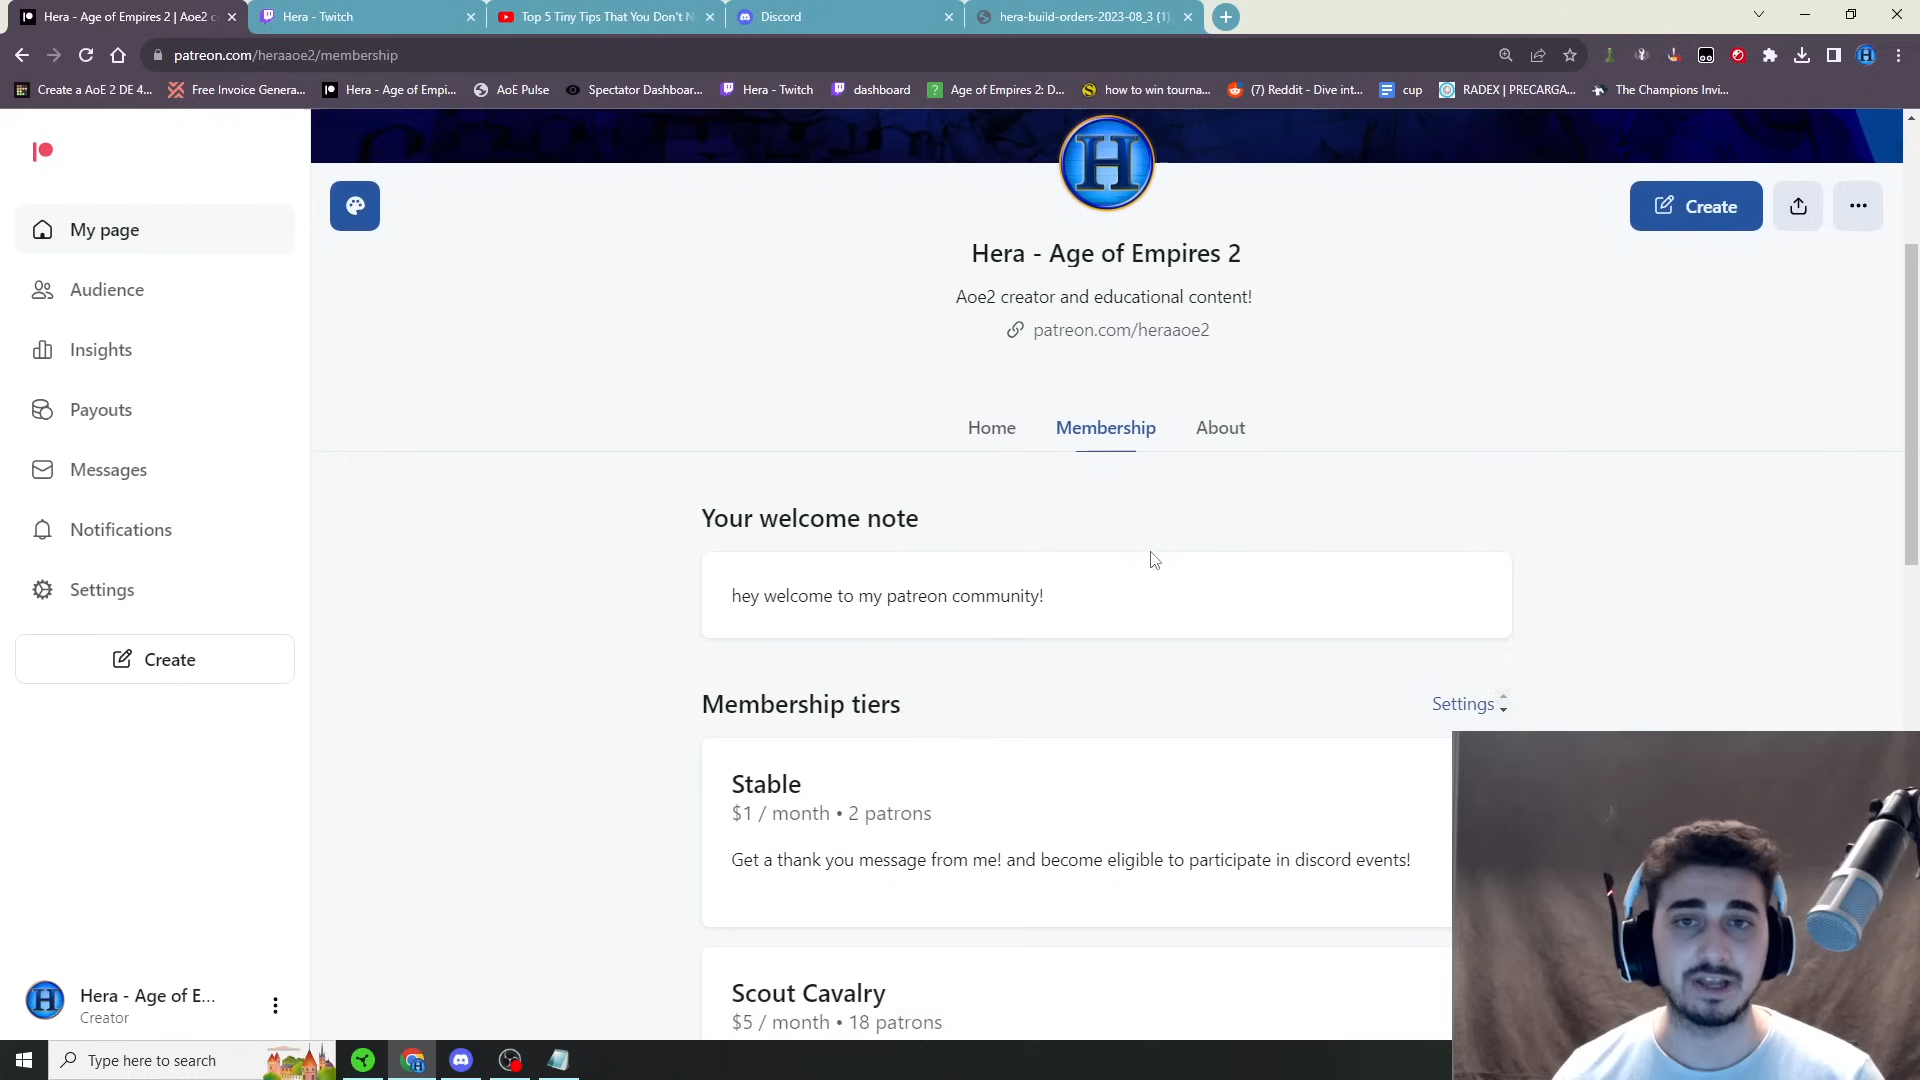 Hera - Age of Empires 2 | Aoe2 c
Hera - Twitch
Top 5 Tiny Tips That You Don't N
Discord
hera-build-orders-2023-08_3 (1)
patreon.com/heraaoe2/membership
Create a AoE 2 DE 4...
Free Invoice Genera...
Hera - Age of Empi...
AoE Pulse
Spectator Dashboar...
Hera - Twitch
dashboard
Age of Empires 2: D...
how to win tourna...
(7) Reddit - Dive int...
cup
RADEX | PRECARGA...
The Champions Invi...
My page
Audience
Insights
Payouts
Messages
Notifications
Settings
Create
Hera - Age of E...
Creator
H
Create
Hera - Age of Empires 2
Aoe2 creator and educational content!
patreon.com/heraaoe2
Home
Membership
About
Your welcome note
hey welcome to my patreon community!
Membership tiers
Settings
Stable
$1 / month • 2 patrons
Get a thank you message from me! and become eligible to participate in discord events!
Scout Cavalry
$5 / month • 18 patrons
Type here to search